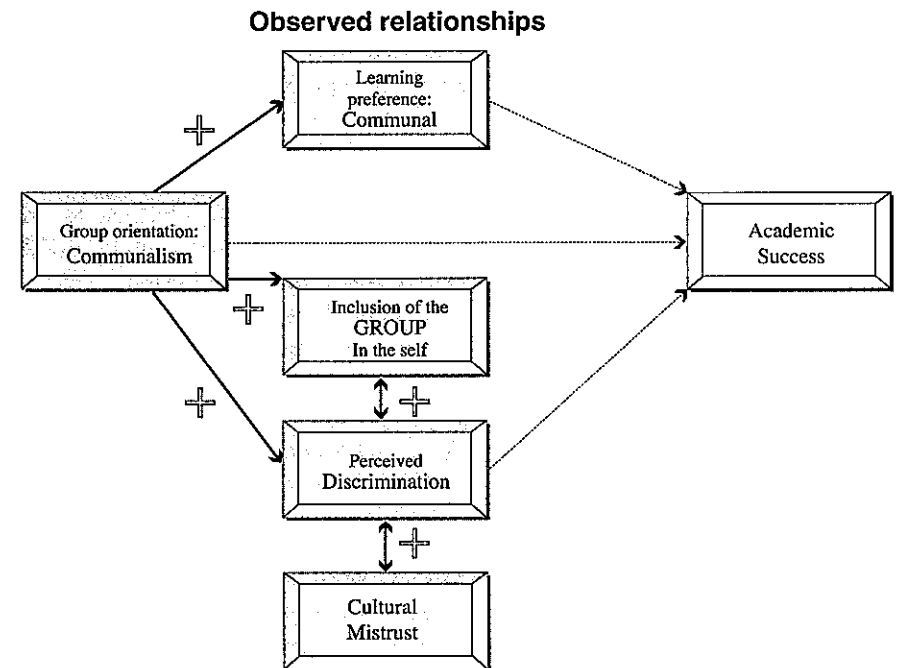 Observed relationships
Learning
preference:
Communal
+
Group orientation:
Communalism
Academic
Success
+
Inclusion of the
GROUP
In the self
+
+
Perceived
Discrimination
+
Cultural
Mistrust